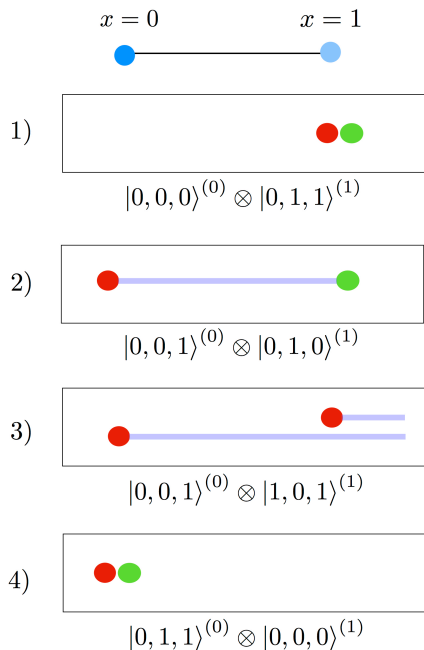 x = 0 x = 1
1)
|0, 0, 0⟩⁽⁰⁾ ⊗ |0, 1, 1⟩⁽¹⁾
2)
|0, 0, 1⟩⁽⁰⁾ ⊗ |0, 1, 0⟩⁽¹⁾
3)
|0, 0, 1⟩⁽⁰⁾ ⊗ |1, 0, 1⟩⁽¹⁾
4)
|0, 1, 1⟩⁽⁰⁾ ⊗ |0, 0, 0⟩⁽¹⁾